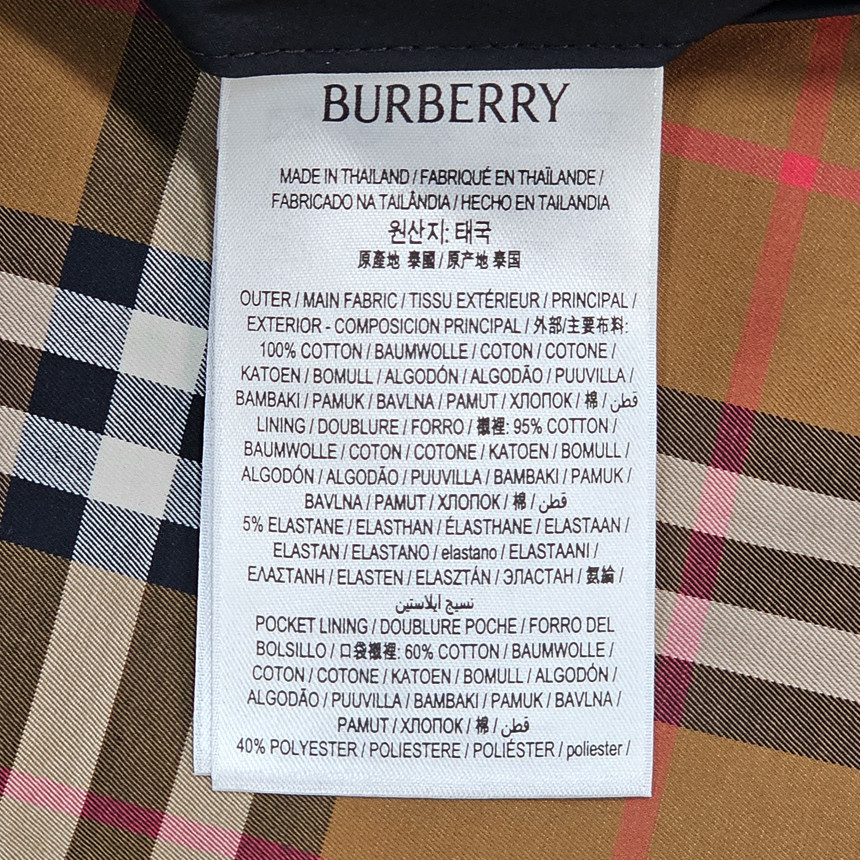 BURBERRY
MADE IN THAILAND / FABRIQUÉ EN THAÏLANDE /
FABRICADO NA TAILÂNDIA / HECHO EN TAILANDIA
원산지: 태국
原產地 泰國 / 原产地 泰国
OUTER / MAIN FABRIC / TISSU EXTÉRIEUR / PRINCIPAL /
EXTERIOR - COMPOSICION PRINCIPAL / 外部/主要布料:
100% COTTON / BAUMWOLLE / COTON / COTONE /
KATOEN / BOMULL / ALGODÓN / ALGODÃO / PUUVILLA /
BAMBAKI / PAMUK / BAVLNA / PAMUT / ХЛОПОК / 棉 / قطن
LINING / DOUBLURE / FORRO / 襯裡: 95% COTTON /
BAUMWOLLE / COTON / COTONE / KATOEN / BOMULL /
ALGODÓN / ALGODÃO / PUUVILLA / BAMBAKI / PAMUK /
BAVLNA / PAMUT / ХЛОПОК / 棉 / قطن
5% ELASTANE / ELASTHAN / ÉLASTHANE / ELASTAAN /
ELASTAN / ELASTANO / elastano / ELASTAANI /
ΕΛΑΣΤΑΝΗ / ELASTEN / ELASZTÁN / ЭЛАСТАН / 氨綸 /
نسيج ايلاستين
POCKET LINING / DOUBLURE POCHE / FORRO DEL
BOLSILLO / 口袋襯裡: 60% COTTON / BAUMWOLLE /
COTON / COTONE / KATOEN / BOMULL / ALGODÓN /
ALGODÃO / PUUVILLA / BAMBAKI / PAMUK / BAVLNA /
PAMUT / ХЛОПОК / 棉 / قطن
40% POLYESTER / POLIESTERE / POLIÉSTER / poliester /